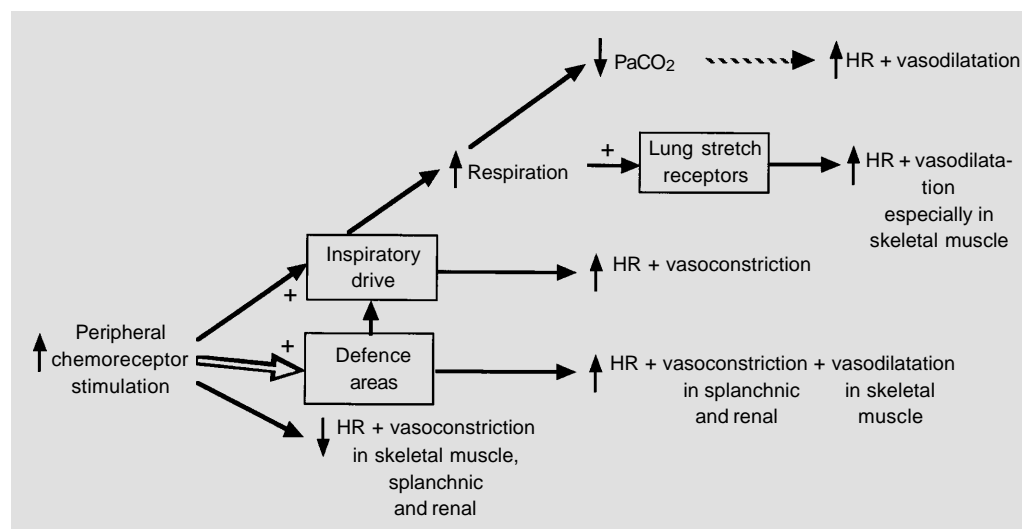 PaCO2
HR + vasodilatation
Respiration
+
Lung stretch
receptors
HR + vasodilata-
tion
especially in
skeletal muscle
Inspiratory
drive
+
HR + vasoconstriction
Peripheral
chemoreceptor
stimulation
+
Defence
areas
HR + vasoconstriction + vasodilatation
in splanchnic in skeletal
and renal muscle
HR + vasoconstriction
in skeletal muscle,
splanchnic
and renal